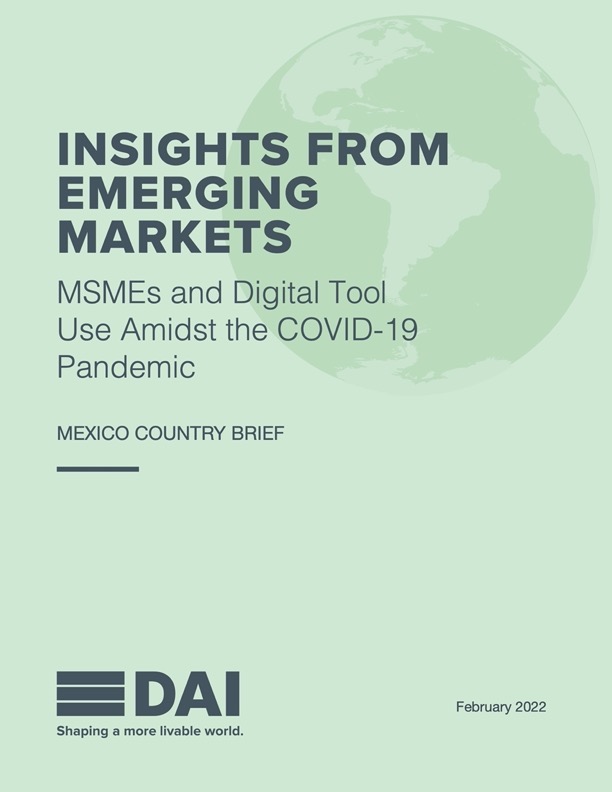 INSIGHTS FROM
EMERGING
MARKETS
MSMEs and Digital Tool
Use Amidst the COVID-19
Pandemic
MEXICO COUNTRY BRIEF
DAI
Shaping a more livable world.
February 2022